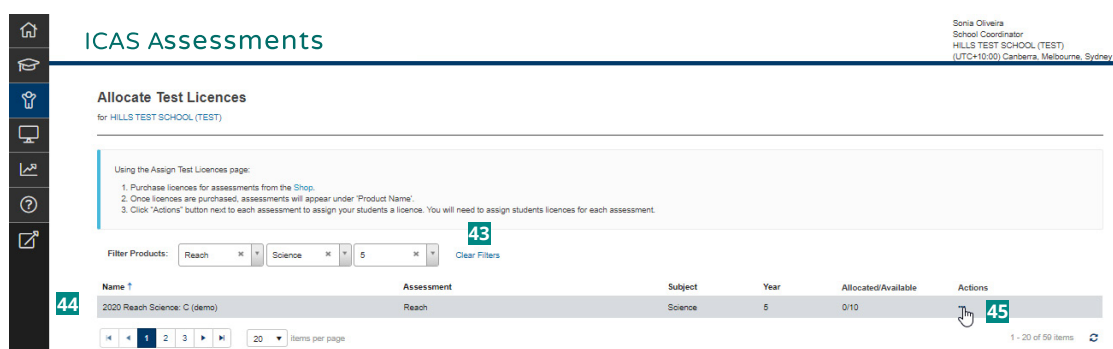 Sonia Oliveira
School Coordinator
HILLS TEST SCHOOL (TEST)
(UTC+10:00) Canberra, Melbourne, Sydney
ICAS Assessments
Allocate Test Licences
for HILLS TEST SCHOOL (TEST)
Using the Assign Test Licences page:
1. Purchase licences for assessments from the Shop.
2. Once licences are purchased, assessments will appear under 'Product Name'.
3. Click "Actions" button next to each assessment to assign your students a licence. You will need to assign students licences for each assessment.
43
Filter Products: Reach Science 5 Clear Filters
Name ↑ Assessment Subject Year Allocated/Available Actions
44 2020 Reach Science: C (demo) Reach Science 5 0/10 45
1 2 3 20 items per page 1 - 20 of 59 items